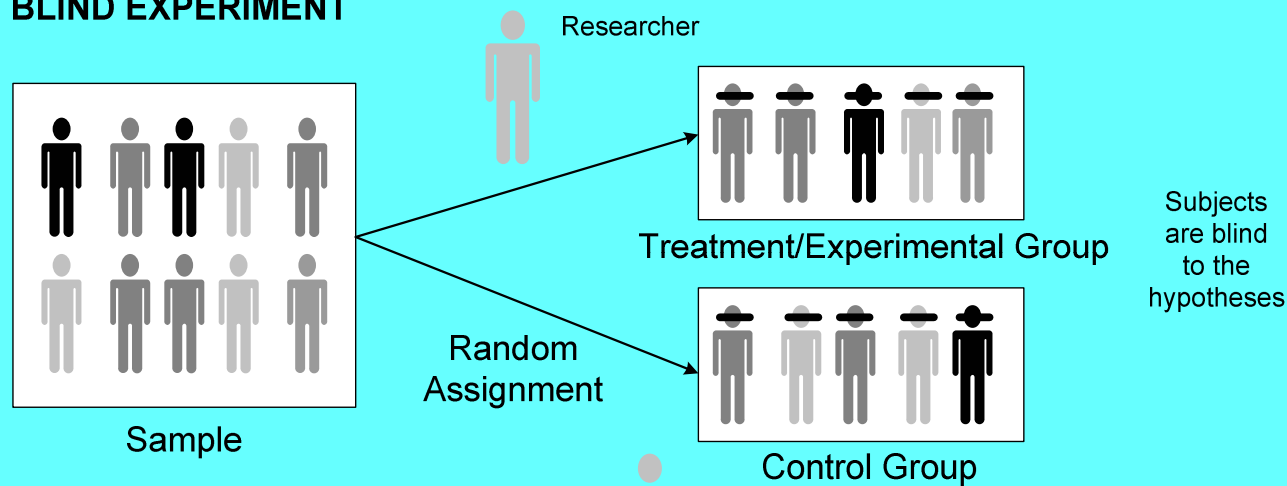 BLIND EXPERIMENT
Researcher
Treatment/Experimental Group
Subjects
are blind
to the
hypotheses
Random
Assignment
Sample
Control Group